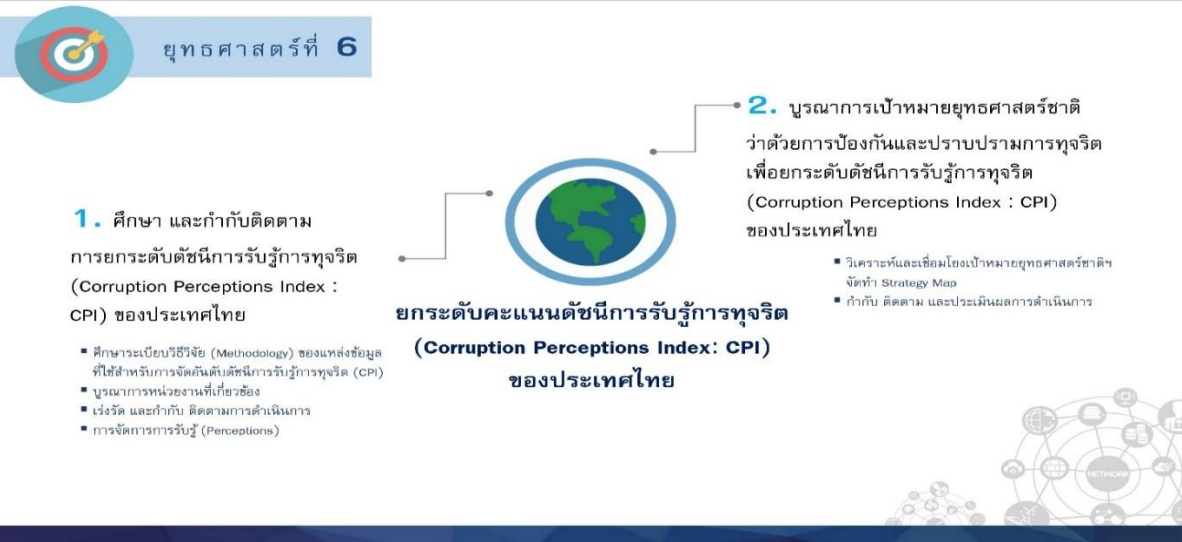 ยุทธศาสตร์ที่ 6
1. ศึกษา และกำกับติดตาม
การยกระดับดัชนีการรับรู้การทุจริต
(Corruption Perceptions Index :
CPI) ของประเทศไทย
▪ ศึกษาระเบียบวิธีวิจัย (Methodology) ของแหล่งข้อมูล
ที่ใช้สำหรับการจัดอันดับดัชนีการรับรู้การทุจริต (CPI)
▪ บูรณาการหน่วยงานที่เกี่ยวข้อง
▪ เร่งรัด และกำกับ ติดตามการดำเนินการ
▪ การจัดการการรับรู้ (Perceptions)
ยกระดับคะแนนดัชนีการรับรู้การทุจริต
(Corruption Perceptions Index: CPI)
ของประเทศไทย
2. บูรณาการเป้าหมายยุทธศาสตร์ชาติ
ว่าด้วยการป้องกันและปราบปรามการทุจริต
เพื่อยกระดับดัชนีการรับรู้การทุจริต
(Corruption Perceptions Index : CPI)
ของประเทศไทย
▪ วิเคราะห์และเชื่อมโยงเป้าหมายยุทธศาสตร์ชาติฯ
จัดทำ Strategy Map
▪ กำกับ ติดตาม และประเมินผลการดำเนินการ
NETWORK